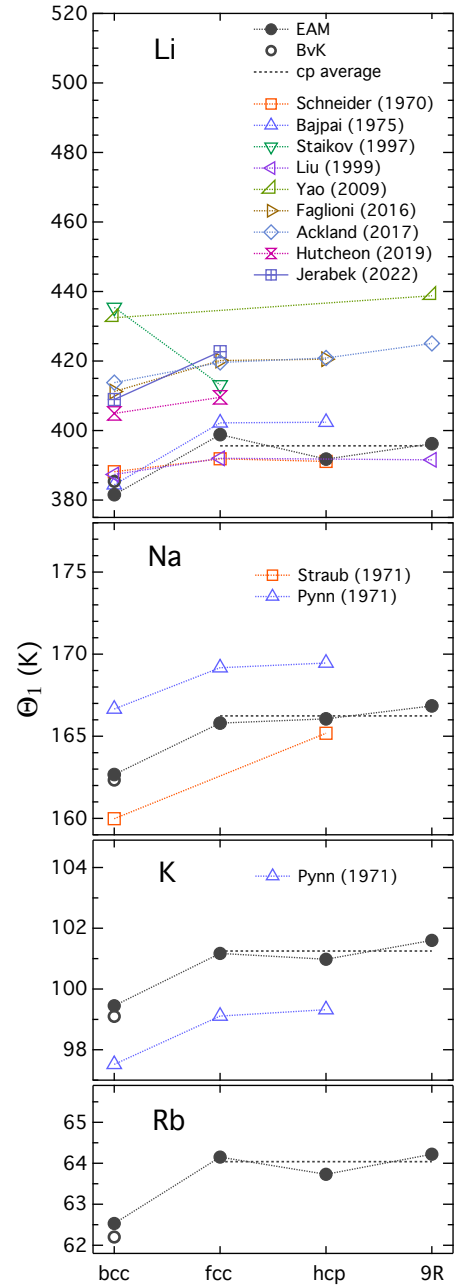 Li
EAM
BvK
cp average
Schneider (1970)
Bajpai (1975)
Staikov (1997)
Liu (1999)
Yao (2009)
Faglioni (2016)
Ackland (2017)
Hutcheon (2019)
Jerabek (2022)
520
500
480
460
440
420
400
380
Na
Straub (1971)
Pynn (1971)
175
170
165
160
Θ₁ (K)
K
Pynn (1971)
104
102
100
98
Rb
65
64
63
62
bcc fcc hcp 9R